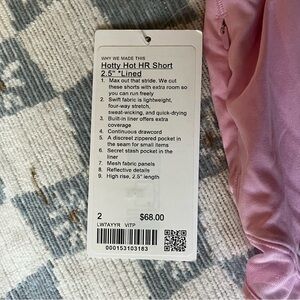 WHY WE MADE THIS
Hotty Hot HR Short
2.5" *Lined
1. Max out that stride. We cut
these shorts with extra room so
you can run freely
2. Swift fabric is lightweight,
four-way stretch,
sweat-wicking, and quick-drying
3. Built-in liner offers extra
coverage
4. Continuous drawcord
5. A discreet zippered pocket in
the seam for small items
6. Secret stash pocket in the
liner
7. Mesh fabric panels
8. Reflective details
9. High rise, 2.5" length
2 $68.00
LW7AYYR VITP
000153103183